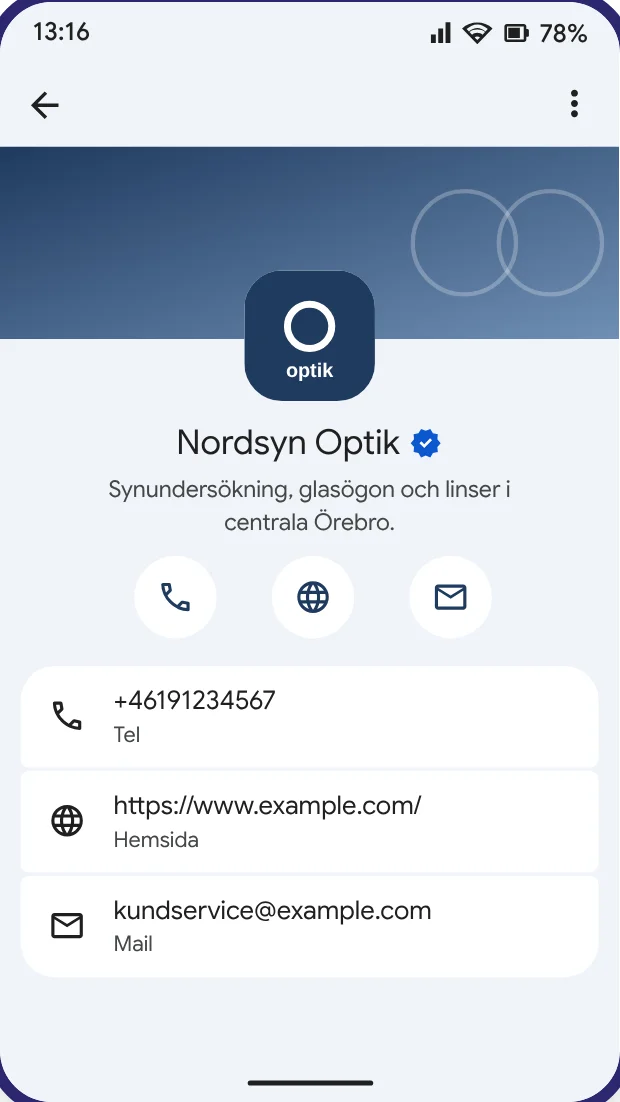 13:16
78%
optik
Nordsyn Optik
Synundersökning, glasögon och linser i
centrala Örebro.
+46191234567
Tel
https://www.example.com/
Hemsida
kundservice@example.com
Mail